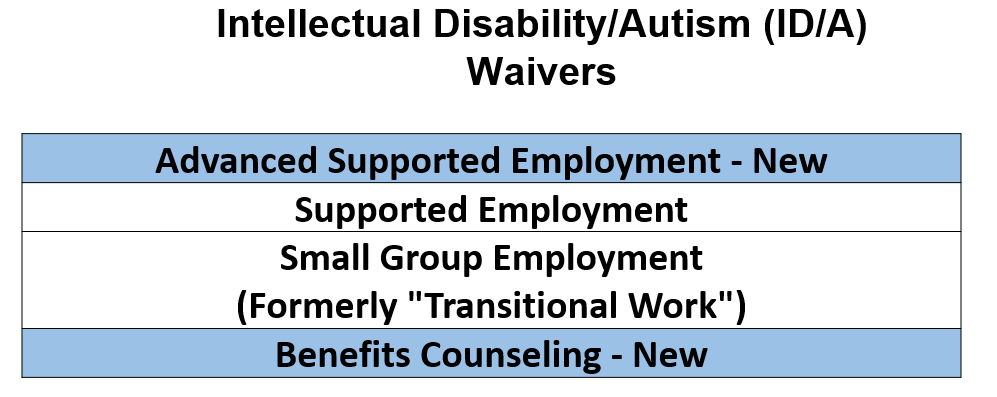 Intellectual Disability/Autism (ID/A)
Waivers
Advanced Supported Employment - New
Supported Employment
Small Group Employment
(Formerly "Transitional Work")
Benefits Counseling - New